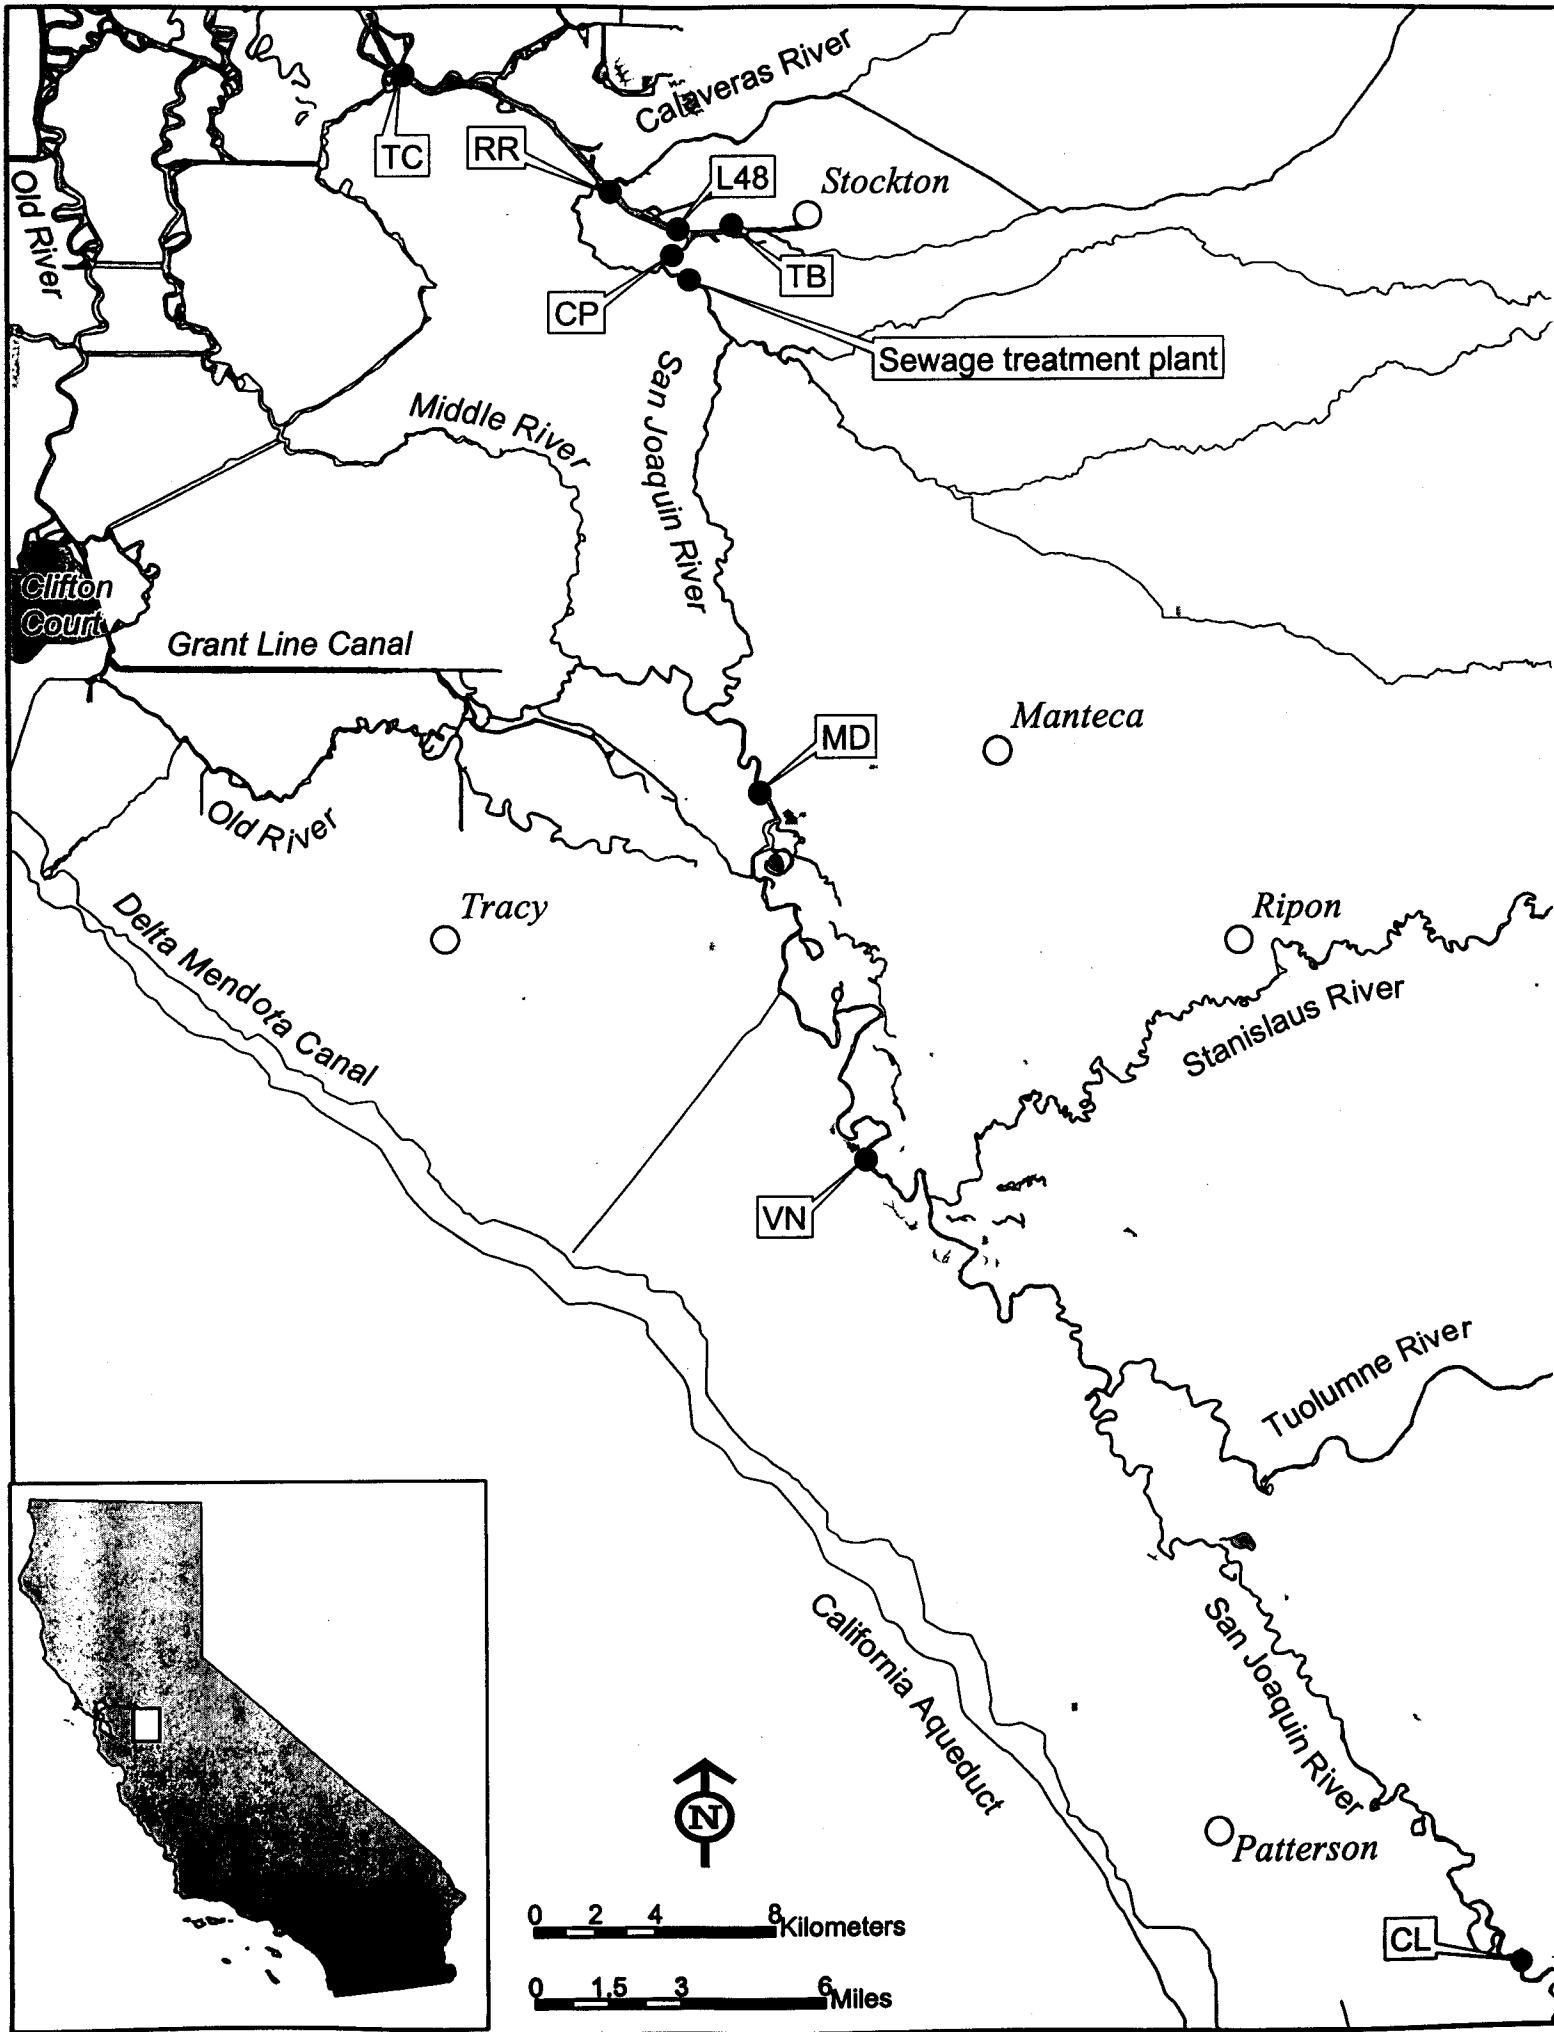 Calaveras River
TC
RR
L48
Stockton
Old River
TB
CP
Sewage treatment plant
San Joaquin River
Middle River
Clifton
Court
Grant Line Canal
Manteca
MD
Old River
Tracy
Ripon
Delta Mendota Canal
Stanislaus River
VN
Tuolumne River
California Aqueduct
San Joaquin River
N
Patterson
0 2 4 8 Kilometers
CL
0 1.5 3 6 Miles